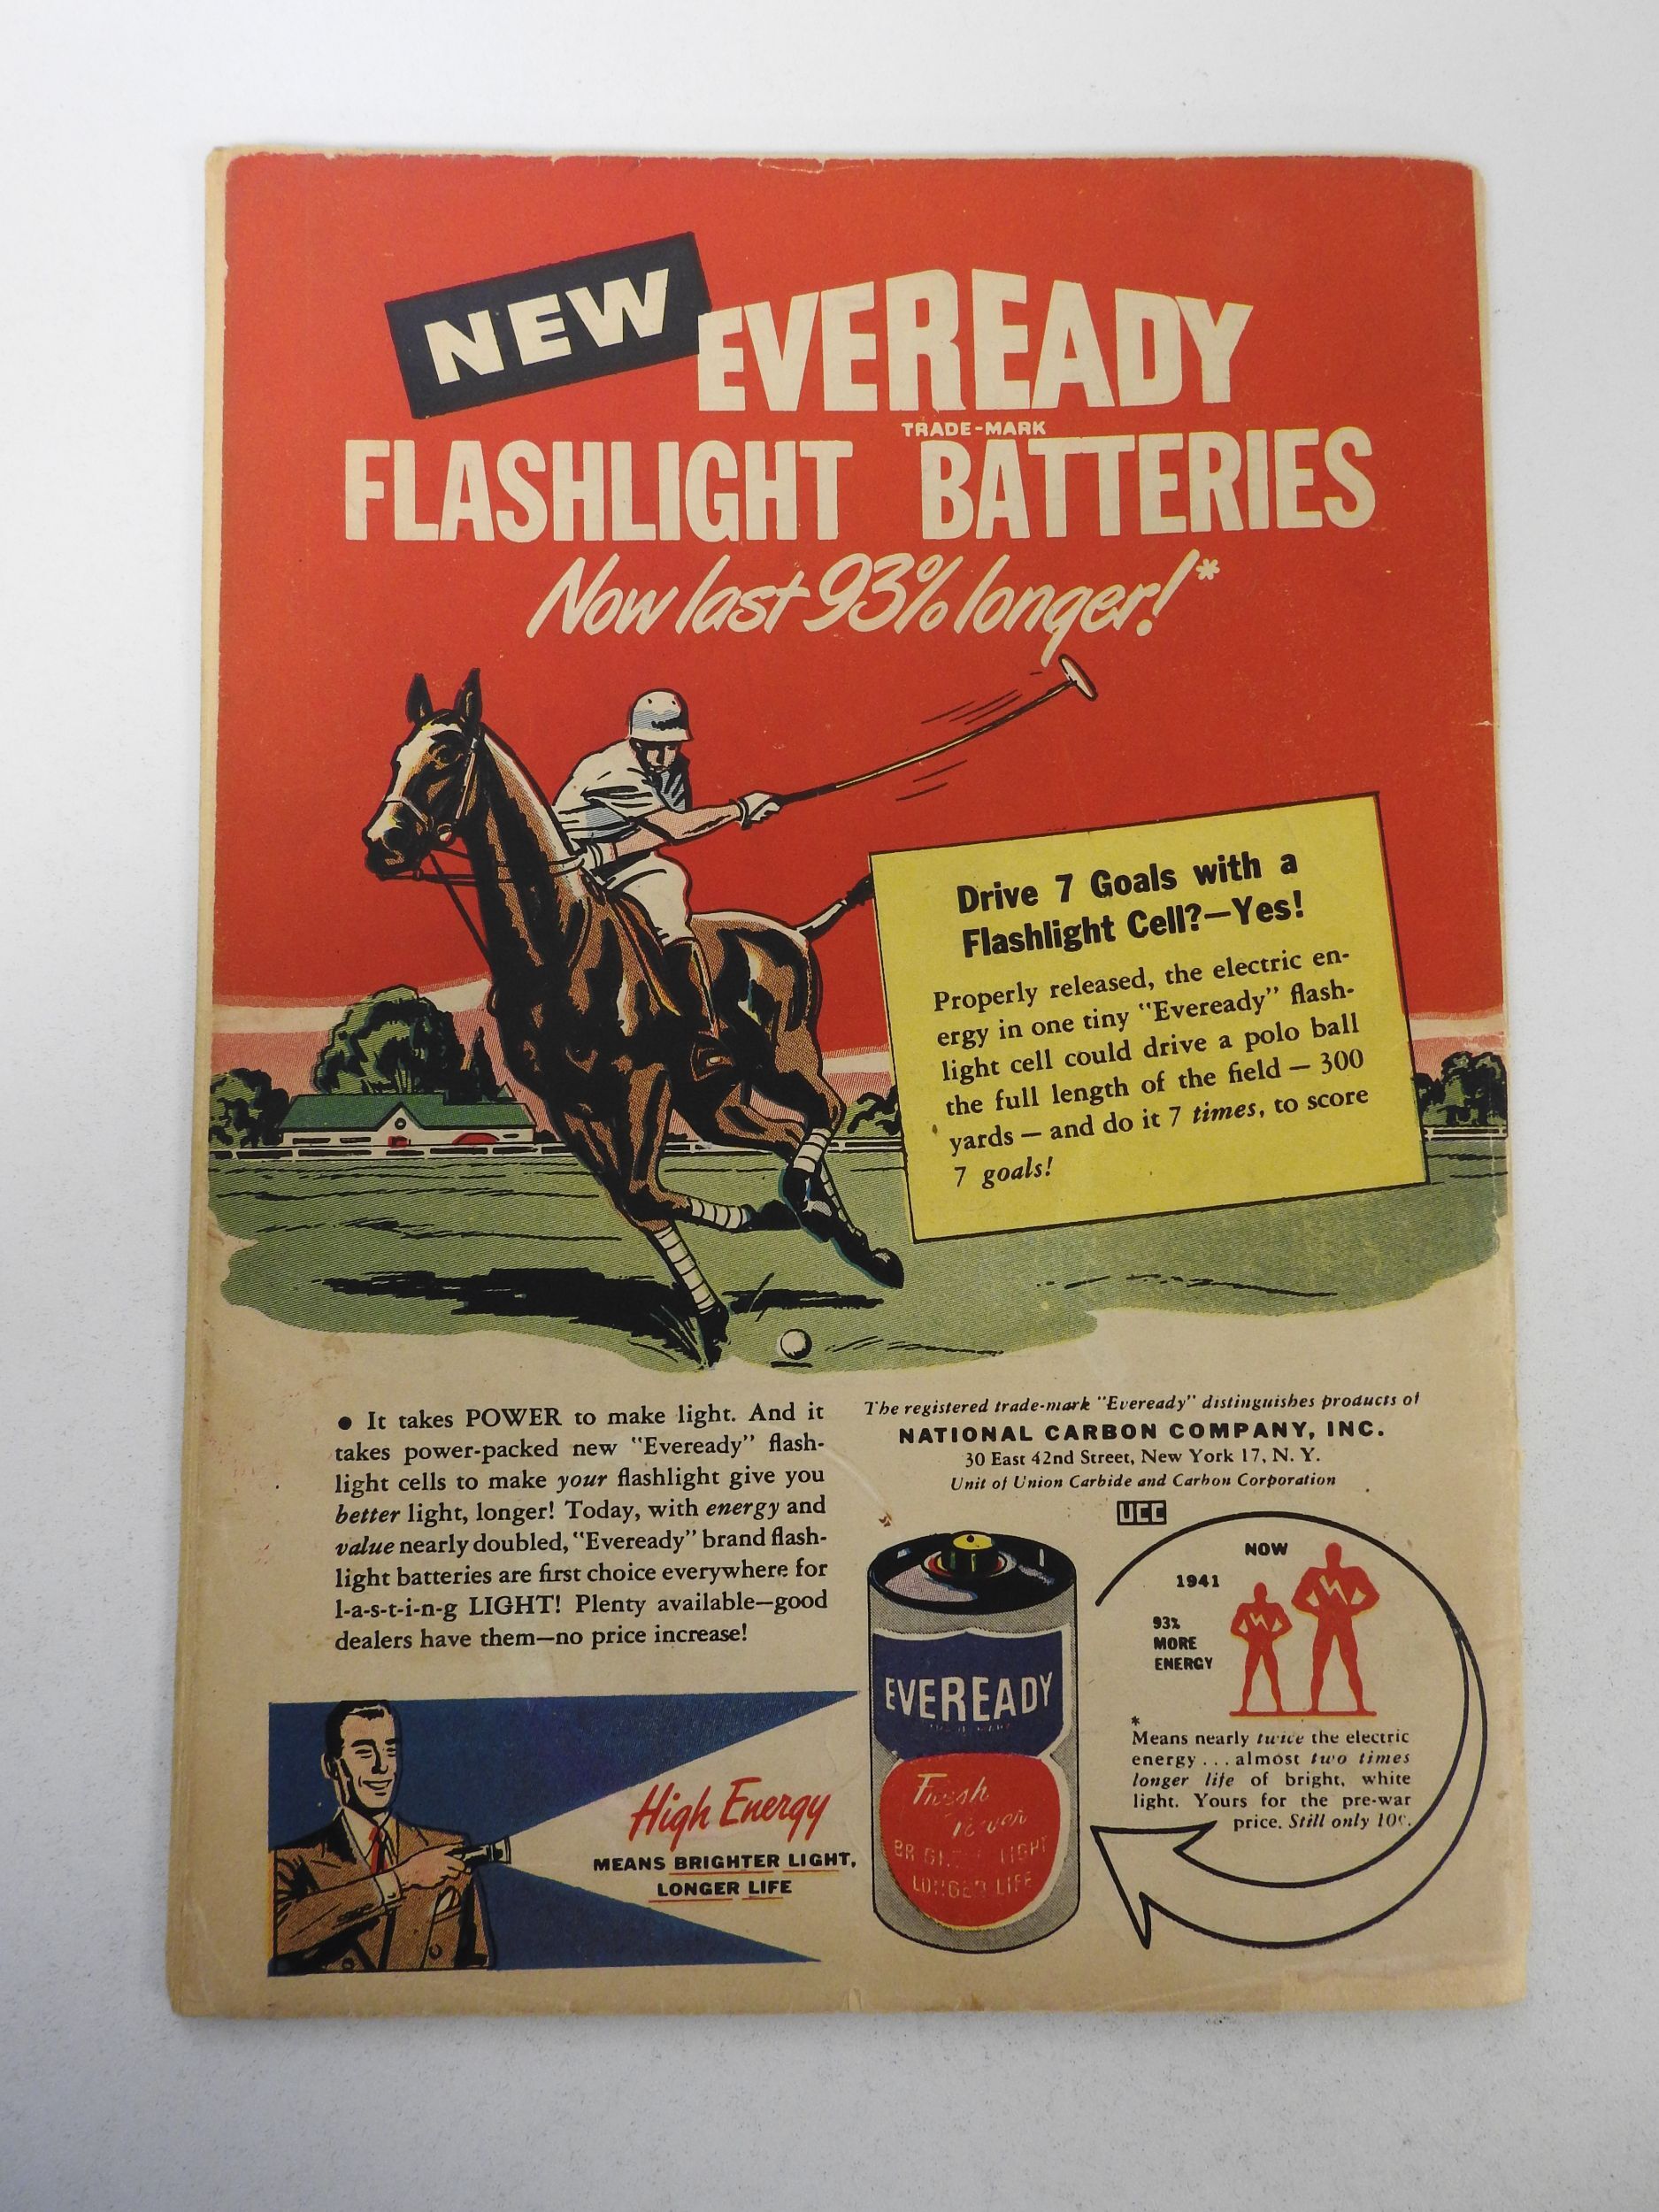 NEW EVEREADY
TRADE-MARK
FLASHLIGHT BATTERIES
Now last 93% longer!*
Drive 7 Goals with a
Flashlight Cell?—Yes!
Properly released, the electric en-
ergy in one tiny "Eveready" flash-
light cell could drive a polo ball
the full length of the field — 300
yards — and do it 7 times, to score
7 goals!
• It takes POWER to make light. And it
takes power-packed new "Eveready" flash-
light cells to make your flashlight give you
better light, longer! Today, with energy and
value nearly doubled, "Eveready" brand flash-
light batteries are first choice everywhere for
l-a-s-t-i-n-g LIGHT! Plenty available—good
dealers have them—no price increase!
The registered trade-mark "Eveready" distinguishes products of
NATIONAL CARBON COMPANY, INC.
30 East 42nd Street, New York 17, N. Y.
Unit of Union Carbide and Carbon Corporation
UCC
High Energy
MEANS BRIGHTER LIGHT,
LONGER LIFE
EVEREADY
TRADE-MARK
Fresh
Power
BRIGHTER LIGHT
LONGER LIFE
NOW
1941
93%
MORE
ENERGY
*
Means nearly twice the electric
energy . . . almost two times
longer life of bright, white
light. Yours for the pre-war
price. Still only 10¢.